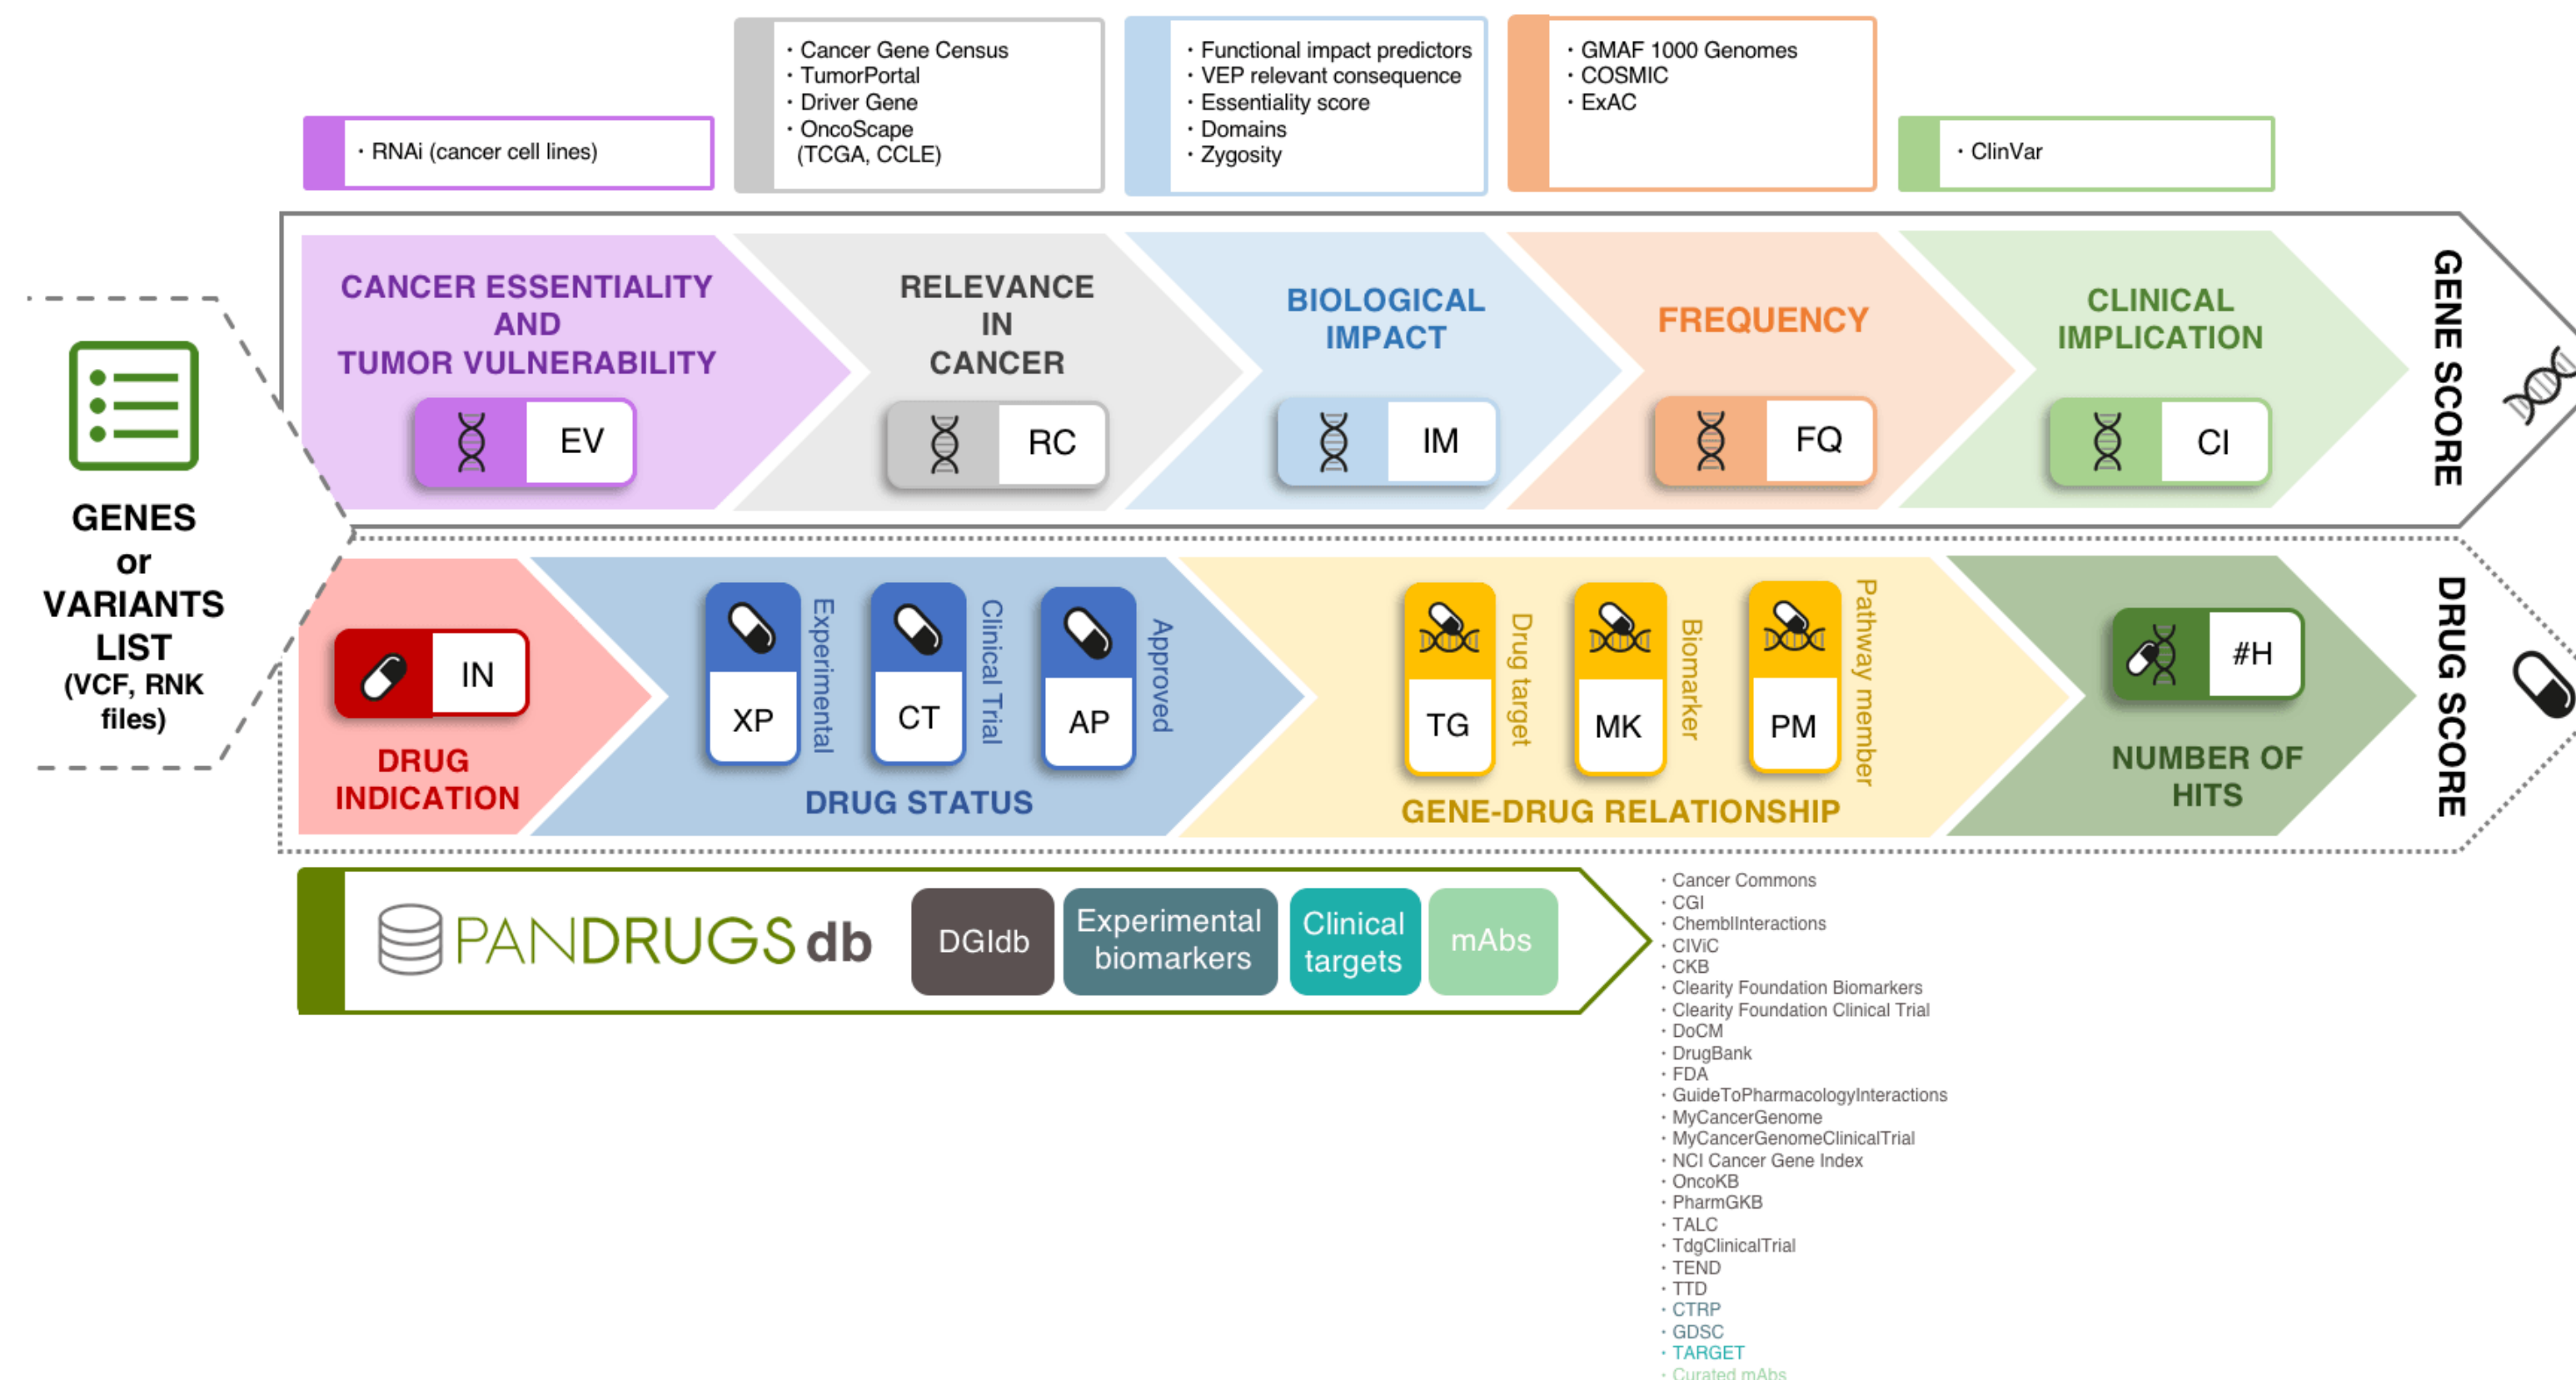 · RNAi (cancer cell lines)
· Cancer Gene Census
· TumorPortal
· Driver Gene
· OncoScape
(TCGA, CCLE)
· Functional impact predictors
· VEP relevant consequence
· Essentiality score
· Domains
· Zygosity
· GMAF 1000 Genomes
· COSMIC
· ExAC
· ClinVar
GENES
or
VARIANTS
LIST
(VCF, RNK
files)
CANCER ESSENTIALITY
AND
TUMOR VULNERABILITY
EV
RELEVANCE
IN
CANCER
RC
BIOLOGICAL
IMPACT
IM
FREQUENCY
FQ
CLINICAL
IMPLICATION
CI
GENE SCORE
IN
DRUG
INDICATION
XP
Experimental
CT
Clinical Trial
AP
Approved
DRUG STATUS
TG
Drug target
MK
Biomarker
PM
Pathway member
GENE-DRUG RELATIONSHIP
#H
NUMBER OF
HITS
DRUG SCORE
PANDRUGS db
DGIdb
Experimental
biomarkers
Clinical
targets
mAbs
· Cancer Commons
· CGI
· ChemblInteractions
· CIViC
· CKB
· Clearity Foundation Biomarkers
· Clearity Foundation Clinical Trial
· DoCM
· DrugBank
· FDA
· GuideToPharmacologyInteractions
· MyCancerGenome
· MyCancerGenomeClinicalTrial
· NCI Cancer Gene Index
· OncoKB
· PharmGKB
· TALC
· TdgClinicalTrial
· TEND
· TTD
· CTRP
· GDSC
· TARGET
· Curated mAbs